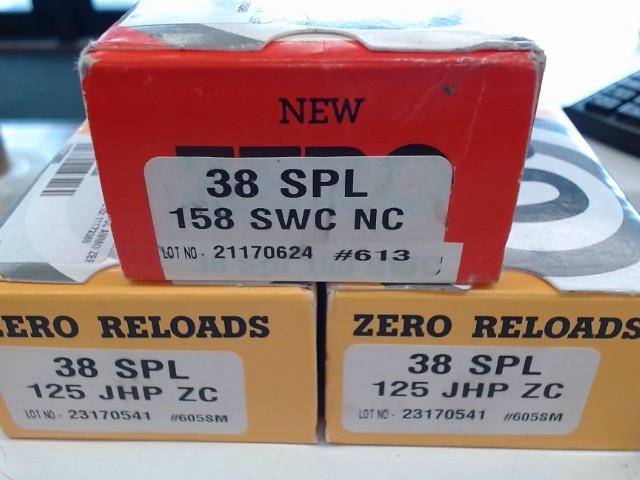 NEW
ZERO
38 SPL
158 SWC NC
LOT NO - 21170624 #613
ZERO RELOADS
38 SPL
125 JHP ZC
LOT NO - 23170541 #605SM
ZERO RELOADS
38 SPL
125 JHP ZC
LOT NO - 23170541 #605SM